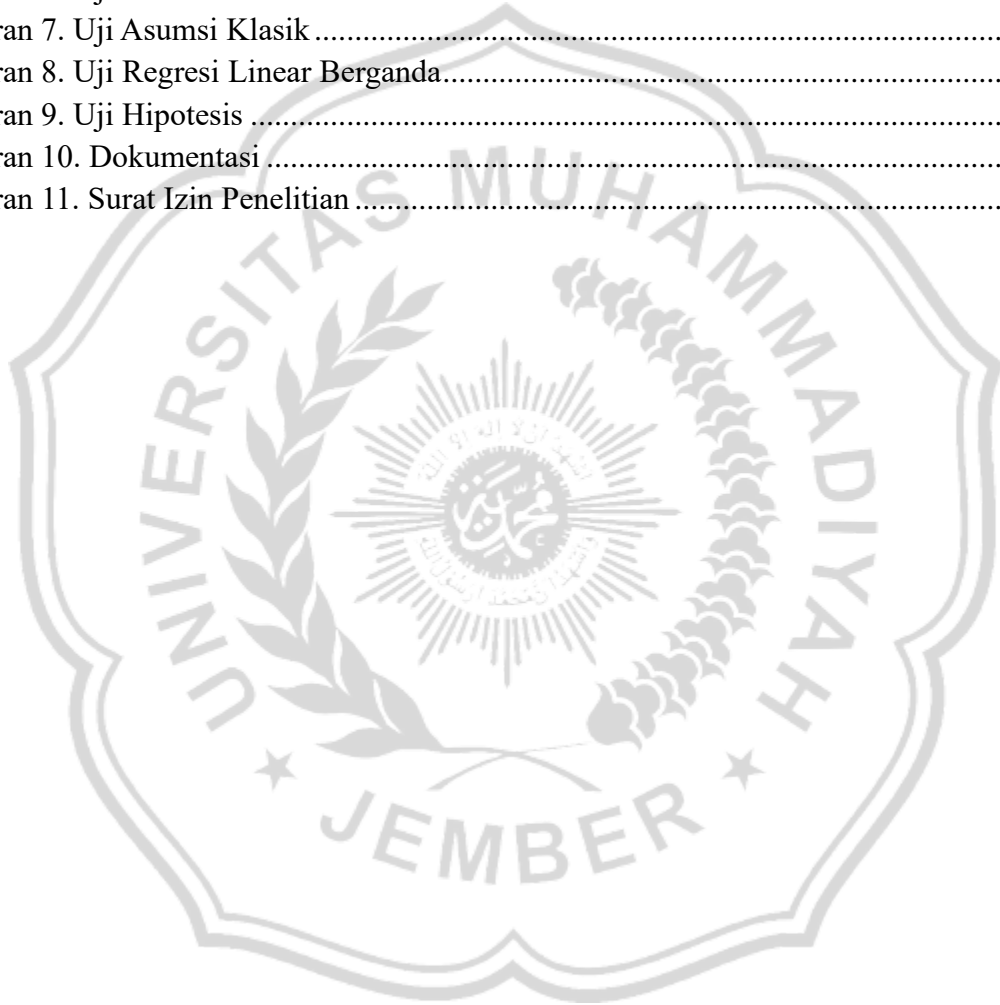 ran 7. Uji Asumsi Klasik ....................................................................................
ran 8. Uji Regresi Linear Berganda....................................................................
ran 9. Uji Hipotesis ............................................................................................
ran 10. Dokumentasi ..........................................................................................
ran 11. Surat Izin Penelitian ................................................................................
UNIVERSITAS MUHAMMADIYAH
JEMBER